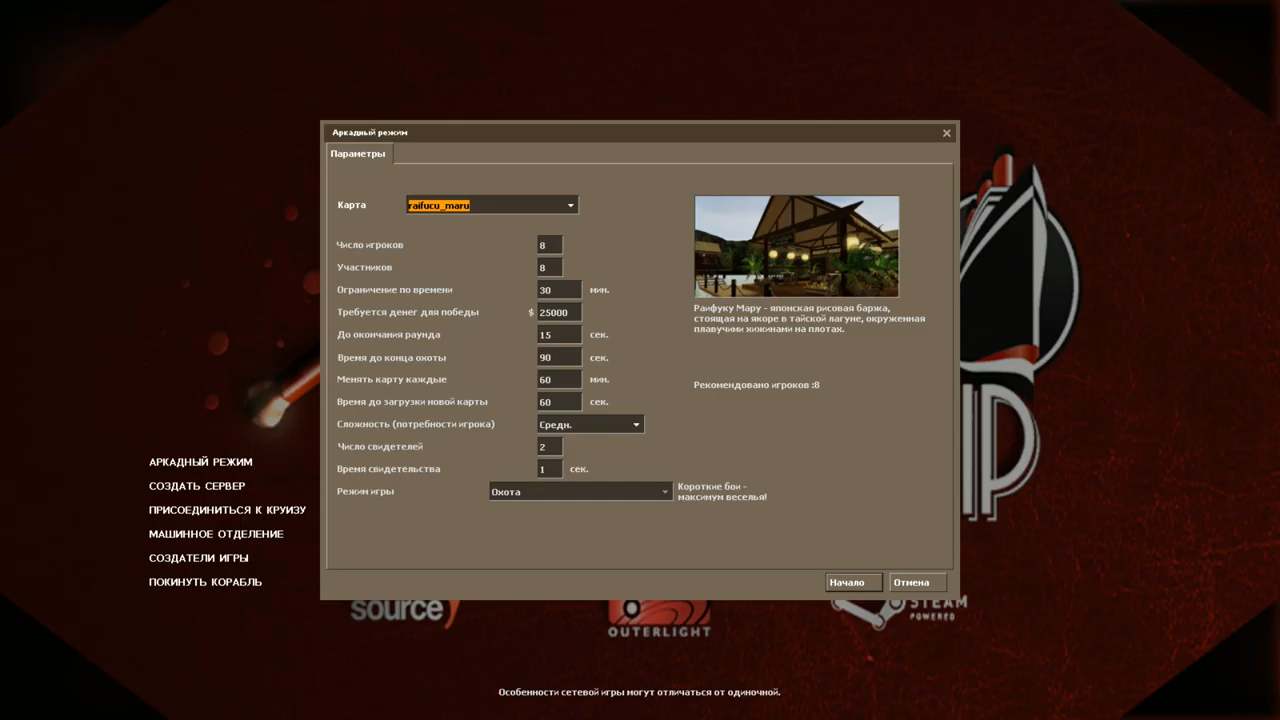 Аркадный режим
Параметры
Карта
raifucu_maru
Число игроков 8
Участников 8
Ограничение по времени 30 мин.
Требуется денег для победы $ 25000
До окончания раунда 15 сек.
Время до конца охоты 90 сек.
Менять карту каждые 60 мин.
Время до загрузки новой карты 60 сек.
Сложность (потребности игрока) Средн.
Число свидетелей 2
Время свидетельства 1 сек.
Режим игры Охота
Короткие бои -
максимум веселья!
Раифуку Мару - японская рисовая баржа,
стоящая на якоре в тайской лагуне, окруженная
плавучими хижинами на плотах.
Рекомендовано игроков :8
Начало
Отмена
АРКАДНЫЙ РЕЖИМ
СОЗДАТЬ СЕРВЕР
ПРИСОЕДИНИТЬСЯ К КРУИЗУ
МАШИННОЕ ОТДЕЛЕНИЕ
СОЗДАТЕЛИ ИГРЫ
ПОКИНУТЬ КОРАБЛЬ
IP
source
OUTERLIGHT
STEAM
POWERED
Особенности сетевой игры могут отличаться от одиночной.